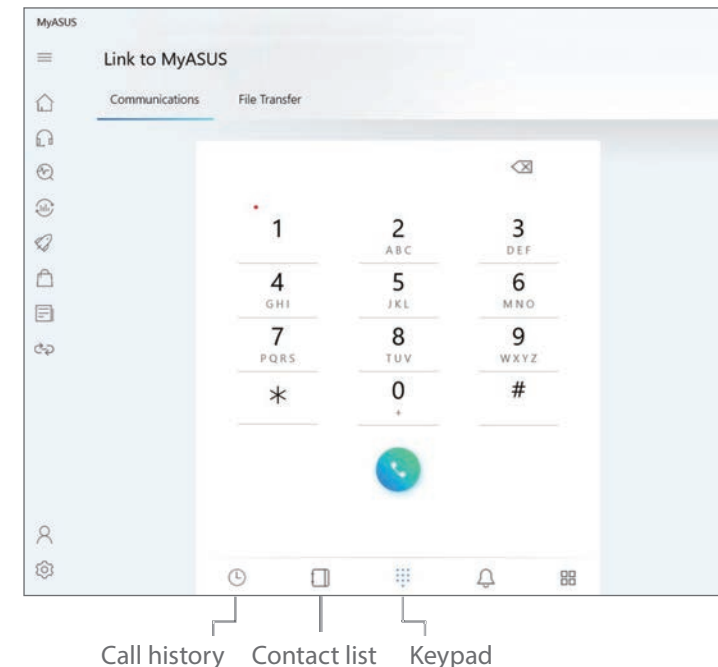 MyASUS
Link to MyASUS
Communications File Transfer
1 2 3
ABC DEF
4 5 6
GHI JKL MNO
7 8 9
PQRS TUV WXYZ
* 0 #
+
Call history Contact list Keypad